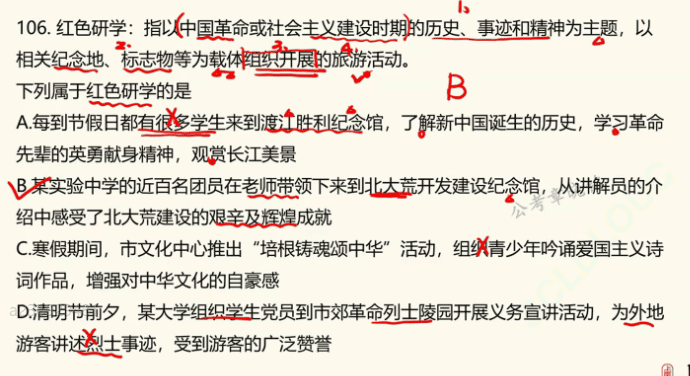 106. 红色研学：指以中国革命或社会主义建设时期的历史、事迹和精神为主题，以
相关纪念地、标志物等为载体组织开展的旅游活动。
下列属于红色研学的是
B
A.每到节假日都有很多学生来到渡江胜利纪念馆，了解新中国诞生的历史，学习革命
先辈的英勇献身精神，观赏长江美景
B.某实验中学的近百名团员在老师带领下来到北大荒开发建设纪念馆，从讲解员的介
绍中感受了北大荒建设的艰辛及辉煌成就
C.寒假期间，市文化中心推出“培根铸魂颂中华”活动，组织青少年吟诵爱国主义诗
词作品，增强对中华文化的自豪感
D.清明节前夕，某大学组织学生党员到市郊革命烈士陵园开展义务宣讲活动，为外地
游客讲述烈士事迹，受到游客的广泛赞誉